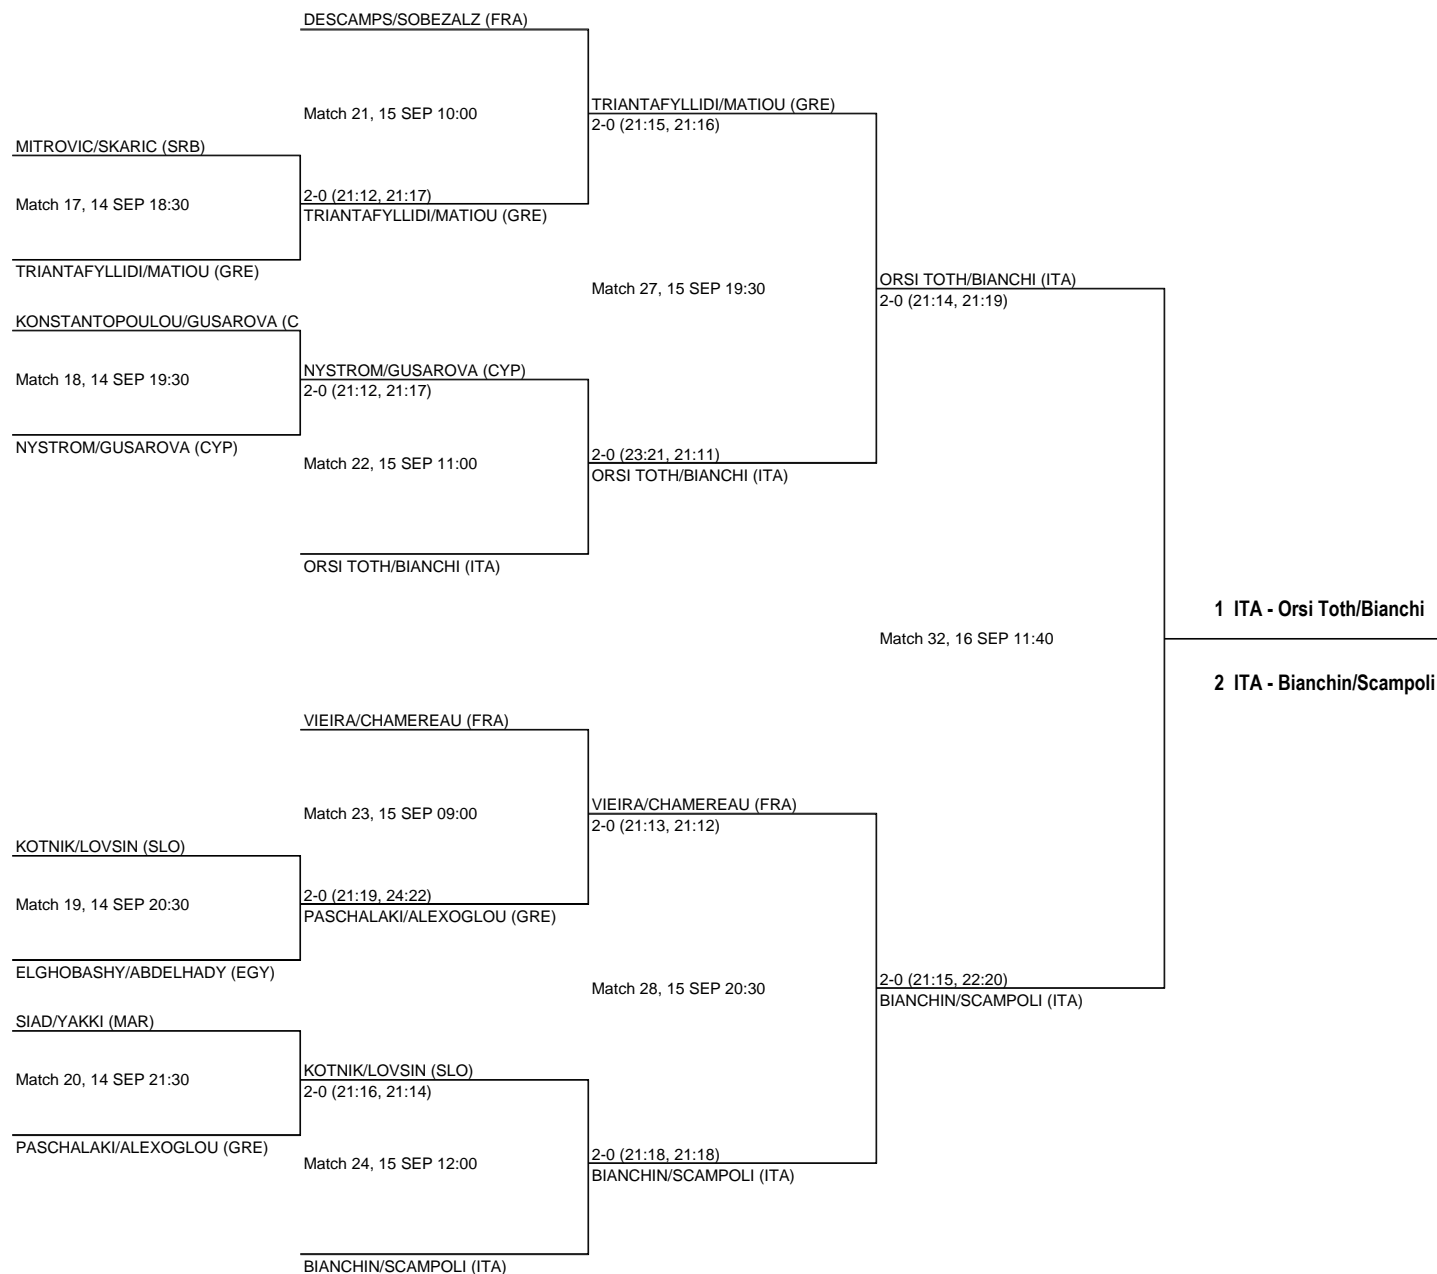 DESCAMPS/SOBEZALZ (FRA)
Match 21, 15 SEP 10:00
TRIANTAFYLLIDI/MATIOU (GRE)
2-0 (21:15, 21:16)
MITROVIC/SKARIC (SRB)
Match 17, 14 SEP 18:30
2-0 (21:12, 21:17)
TRIANTAFYLLIDI/MATIOU (GRE)
TRIANTAFYLLIDI/MATIOU (GRE)
Match 27, 15 SEP 19:30
ORSI TOTH/BIANCHI (ITA)
2-0 (21:14, 21:19)
KONSTANTOPOULOU/GUSAROVA (C
Match 18, 14 SEP 19:30
NYSTROM/GUSAROVA (CYP)
2-0 (21:12, 21:17)
NYSTROM/GUSAROVA (CYP)
Match 22, 15 SEP 11:00
2-0 (23:21, 21:11)
ORSI TOTH/BIANCHI (ITA)
ORSI TOTH/BIANCHI (ITA)
1 ITA - Orsi Toth/Bianchi
Match 32, 16 SEP 11:40
2 ITA - Bianchin/Scampoli
VIEIRA/CHAMEREAU (FRA)
Match 23, 15 SEP 09:00
VIEIRA/CHAMEREAU (FRA)
2-0 (21:13, 21:12)
KOTNIK/LOVSIN (SLO)
Match 19, 14 SEP 20:30
2-0 (21:19, 24:22)
PASCHALAKI/ALEXOGLOU (GRE)
ELGHOBASHY/ABDELHADY (EGY)
Match 28, 15 SEP 20:30
2-0 (21:15, 22:20)
BIANCHIN/SCAMPOLI (ITA)
SIAD/YAKKI (MAR)
Match 20, 14 SEP 21:30
KOTNIK/LOVSIN (SLO)
2-0 (21:16, 21:14)
PASCHALAKI/ALEXOGLOU (GRE)
Match 24, 15 SEP 12:00
2-0 (21:18, 21:18)
BIANCHIN/SCAMPOLI (ITA)
BIANCHIN/SCAMPOLI (ITA)